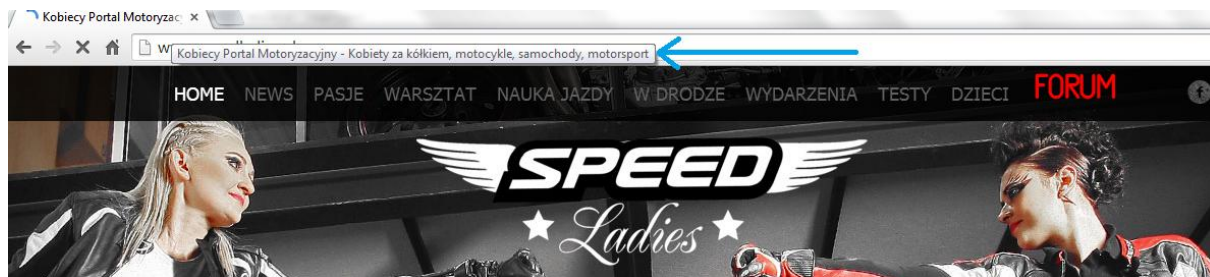 Kobiecy Portal Motoryzac
Kobiecy Portal Motoryzacyjny - Kobiety za kółkiem, motocykle, samochody, motorsport
HOME NEWS PASJE WARSZTAT NAUKA JAZDY W DRODZE WYDARZENIA TESTY DZIECI FORUM
SPEED
Ladies